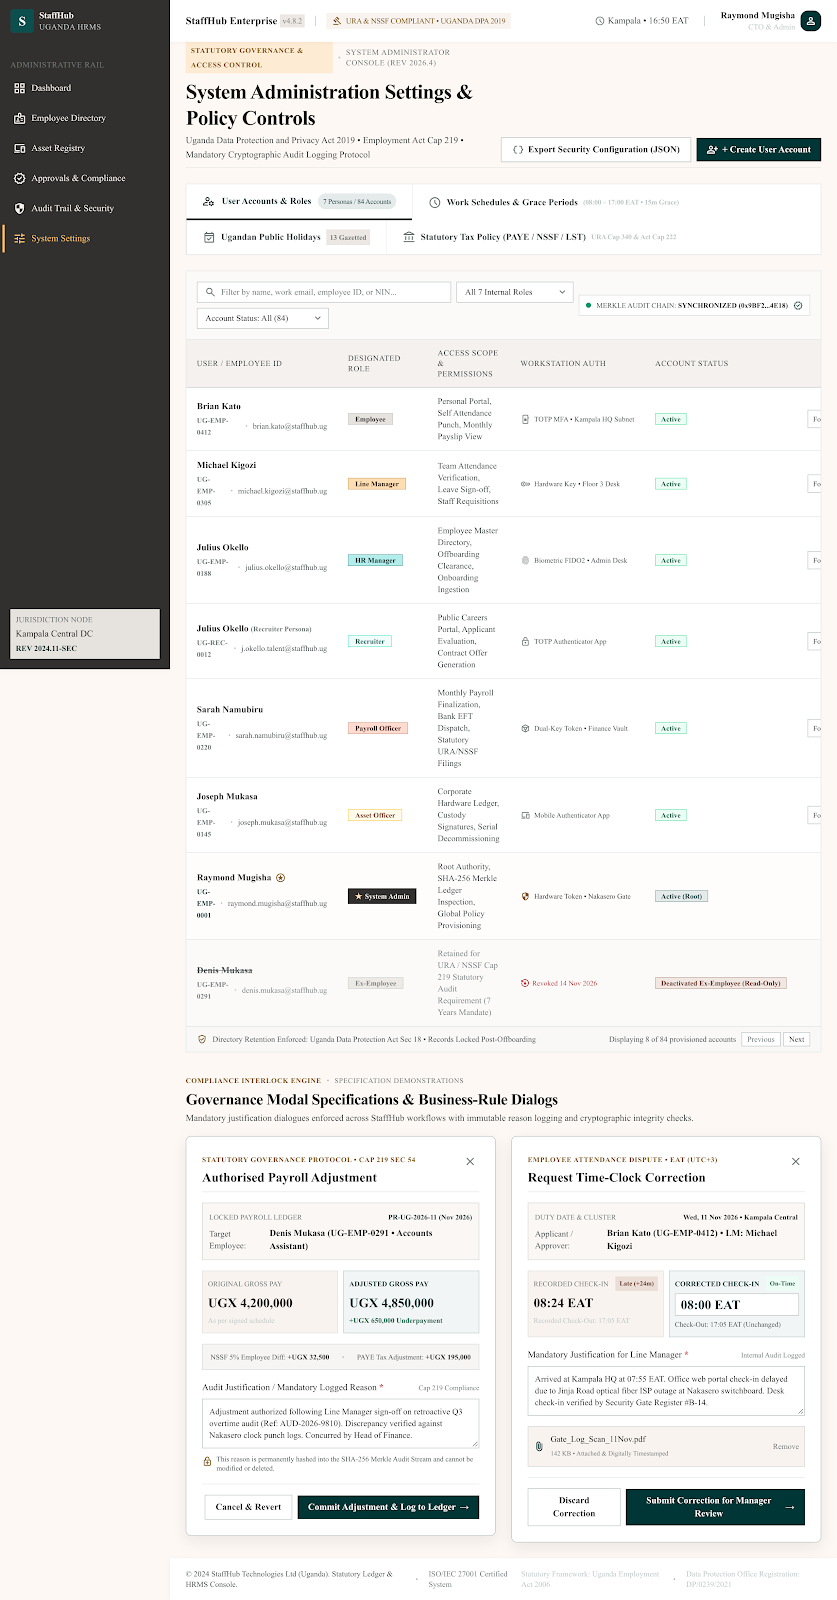 S
StaffHub
UGANDA HRMS
ADMINISTRATIVE RAIL
Dashboard
Employee Directory
Asset Registry
Approvals & Compliance
Audit Trail & Security
System Settings
JURISDICTION NODE
Kampala Central DC
REV 2024.11-SEC
StaffHub Enterprise v4.8.2
URA & NSSF COMPLIANT • UGANDA DPA 2019
Kampala • 16:50 EAT
Raymond Mugisha
CTO & Admin
STATUTORY GOVERNANCE &
ACCESS CONTROL
• SYSTEM ADMINISTRATOR
CONSOLE (REV 2026.4)
System Administration Settings &
Policy Controls
Uganda Data Protection and Privacy Act 2019 • Employment Act Cap 219 •
Mandatory Cryptographic Audit Logging Protocol
Export Security Configuration (JSON)
+ Create User Account
User Accounts & Roles 7 Personas / 84 Accounts
Work Schedules & Grace Periods (08:00 – 17:00 EAT • 15m Grace)
Ugandan Public Holidays 13 Gazetted
Statutory Tax Policy (PAYE / NSSF / LST) URA Cap 340 & Act Cap 222
Filter by name, work email, employee ID, or NIN...
All 7 Internal Roles
MERKLE AUDIT CHAIN: SYNCHRONIZED (0x9BF2...4E18)
Account Status: All (84)
USER / EMPLOYEE ID
DESIGNATED
ROLE
ACCESS SCOPE
&
PERMISSIONS
WORKSTATION AUTH
ACCOUNT STATUS
Brian Kato
UG-EMP-
0412
• brian.kato@staffhub.ug
Employee
Personal Portal,
Self Attendance
Punch, Monthly
Payslip View
TOTP MFA • Kampala HQ Subnet
Active
Fo
Michael Kigozi
UG-
EMP-
0305
• michael.kigozi@staffhub.ug
Line Manager
Team Attendance
Verification,
Leave Sign-off,
Staff Requisitions
Hardware Key • Floor 3 Desk
Active
Fo
Julius Okello
UG-EMP-
0188
• julius.okello@staffhub.ug
HR Manager
Employee Master
Directory,
Offboarding
Clearance,
Onboarding
Ingestion
Biometric FIDO2 • Admin Desk
Active
Fo
Julius Okello (Recruiter Persona)
UG-REC-
0012
• j.okello.talent@staffhub.ug
Recruiter
Public Careers
Portal, Applicant
Evaluation,
Contract Offer
Generation
TOTP Authenticator App
Active
Fo
Sarah Namubiru
UG-
EMP-
0220
• sarah.namubiru@staffhub.ug
Payroll Officer
Monthly Payroll
Finalization,
Bank EFT
Dispatch,
Statutory
URA/NSSF
Filings
Dual-Key Token • Finance Vault
Active
Fo
Joseph Mukasa
UG-
EMP-
0145
• joseph.mukasa@staffhub.ug
Asset Officer
Corporate
Hardware Ledger,
Custody
Signatures, Serial
Decommissioning
Mobile Authenticator App
Active
Fo
Raymond Mugisha
UG-
EMP-
0001
• raymond.mugisha@staffhub.ug
★ System Admin
Root Authority,
SHA-256 Merkle
Ledger
Inspection,
Global Policy
Provisioning
Hardware Token • Nakasero Gate
Active (Root)
Denis Mukasa
UG-EMP-
0291
• denis.mukasa@staffhub.ug
Ex-Employee
Retained for
URA / NSSF Cap
219 Statutory
Audit
Requirement (7
Years Mandate)
Revoked 14 Nov 2026
Deactivated Ex-Employee (Read-Only)
Directory Retention Enforced: Uganda Data Protection Act Sec 18 • Records Locked Post-Offboarding
Displaying 8 of 84 provisioned accounts
Previous
Next
COMPLIANCE INTERLOCK ENGINE • SPECIFICATION DEMONSTRATIONS
Governance Modal Specifications & Business-Rule Dialogs
Mandatory justification dialogues enforced across StaffHub workflows with immutable reason logging and cryptographic integrity checks.
STATUTORY GOVERNANCE PROTOCOL • CAP 219 SEC 54
Authorised Payroll Adjustment
LOCKED PAYROLL LEDGER
PR-UG-2026-11 (Nov 2026)
Target
Employee:
Denis Mukasa (UG-EMP-0291 • Accounts
Assistant)
ORIGINAL GROSS PAY
UGX 4,200,000
As per signed schedule
ADJUSTED GROSS PAY
UGX 4,850,000
+UGX 650,000 Underpayment
NSSF 5% Employee Diff: +UGX 32,500 • PAYE Tax Adjustment: +UGX 195,000
Audit Justification / Mandatory Logged Reason *
Cap 219 Compliance
Adjustment authorized following Line Manager sign-off on retroactive Q3
overtime audit (Ref: AUD-2026-9810). Discrepancy verified against
Nakasero clock punch logs. Concurred by Head of Finance.
This reason is permanently hashed into the SHA-256 Merkle Audit Stream and cannot be
modified or deleted.
Cancel & Revert
Commit Adjustment & Log to Ledger →
EMPLOYEE ATTENDANCE DISPUTE • EAT (UTC+3)
Request Time-Clock Correction
DUTY DATE & CLUSTER
Wed, 11 Nov 2026 • Kampala Central
Applicant /
Approver:
Brian Kato (UG-EMP-0412) • LM: Michael
Kigozi
RECORDED CHECK-IN Late (+24m)
08:24 EAT
Recorded Check-Out: 17:05 EAT
CORRECTED CHECK-IN On-Time
08:00 EAT
Check-Out: 17:05 EAT (Unchanged)
Mandatory Justification for Line Manager *
Internal Audit Logged
Arrived at Kampala HQ at 07:55 EAT. Office web portal check-in delayed
due to Jinja Road optical fiber ISP outage at Nakasero switchboard. Desk
check-in verified by Security Gate Register #B-14.
Gate_Log_Scan_11Nov.pdf
142 KB • Attached & Digitally Timestamped
Remove
Discard
Correction
Submit Correction for Manager
Review
→
© 2024 StaffHub Technologies Ltd (Uganda). Statutory Ledger &
HRMS Console.
• ISO/IEC 27001 Certified
System
Statutory Framework: Uganda Employment
Act 2006
• Data Protection Office Registration:
DP/0239/2021